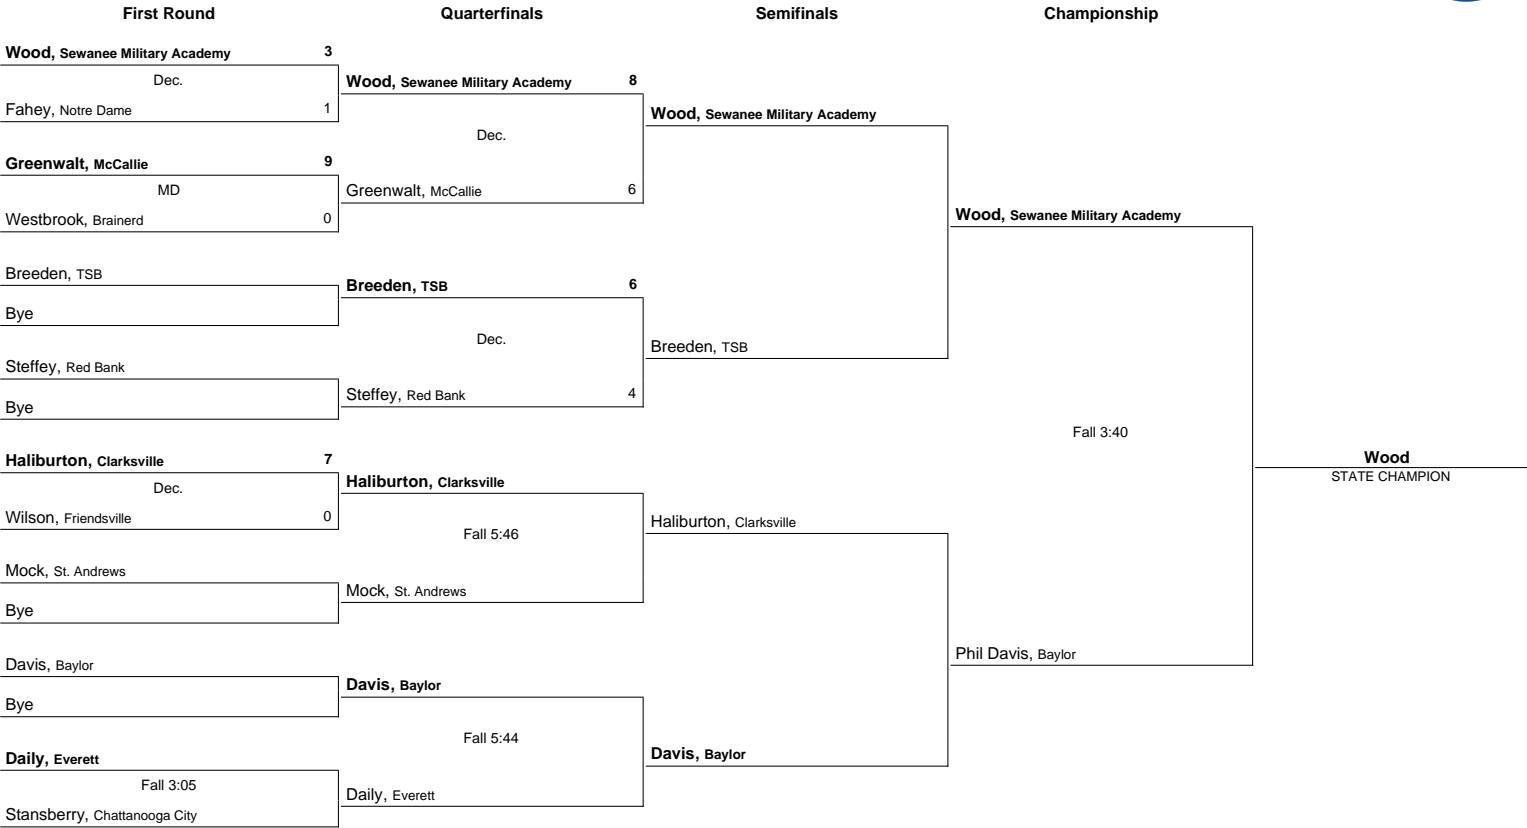 First Round Quarterfinals Semifinals Championship
Wood, Sewanee Military Academy 3
Dec.
Fahey, Notre Dame 1
Greenwalt, McCallie 9
MD
Westbrook, Brainerd 0
Breeden, TSB
Bye
Steffey, Red Bank
Bye
Haliburton, Clarksville 7
Dec.
Wilson, Friendsville 0
Mock, St. Andrews
Bye
Davis, Baylor
Bye
Daily, Everett
Fall 3:05
Stansberry, Chattanooga City
Wood, Sewanee Military Academy 8
Dec.
Greenwalt, McCallie 6
Breeden, TSB 6
Dec.
Steffey, Red Bank 4
Haliburton, Clarksville
Fall 5:46
Mock, St. Andrews
Davis, Baylor
Fall 5:44
Daily, Everett
Wood, Sewanee Military Academy
Breeden, TSB
Haliburton, Clarksville
Davis, Baylor
Wood, Sewanee Military Academy
Fall 3:40
Phil Davis, Baylor
Wood
STATE CHAMPION